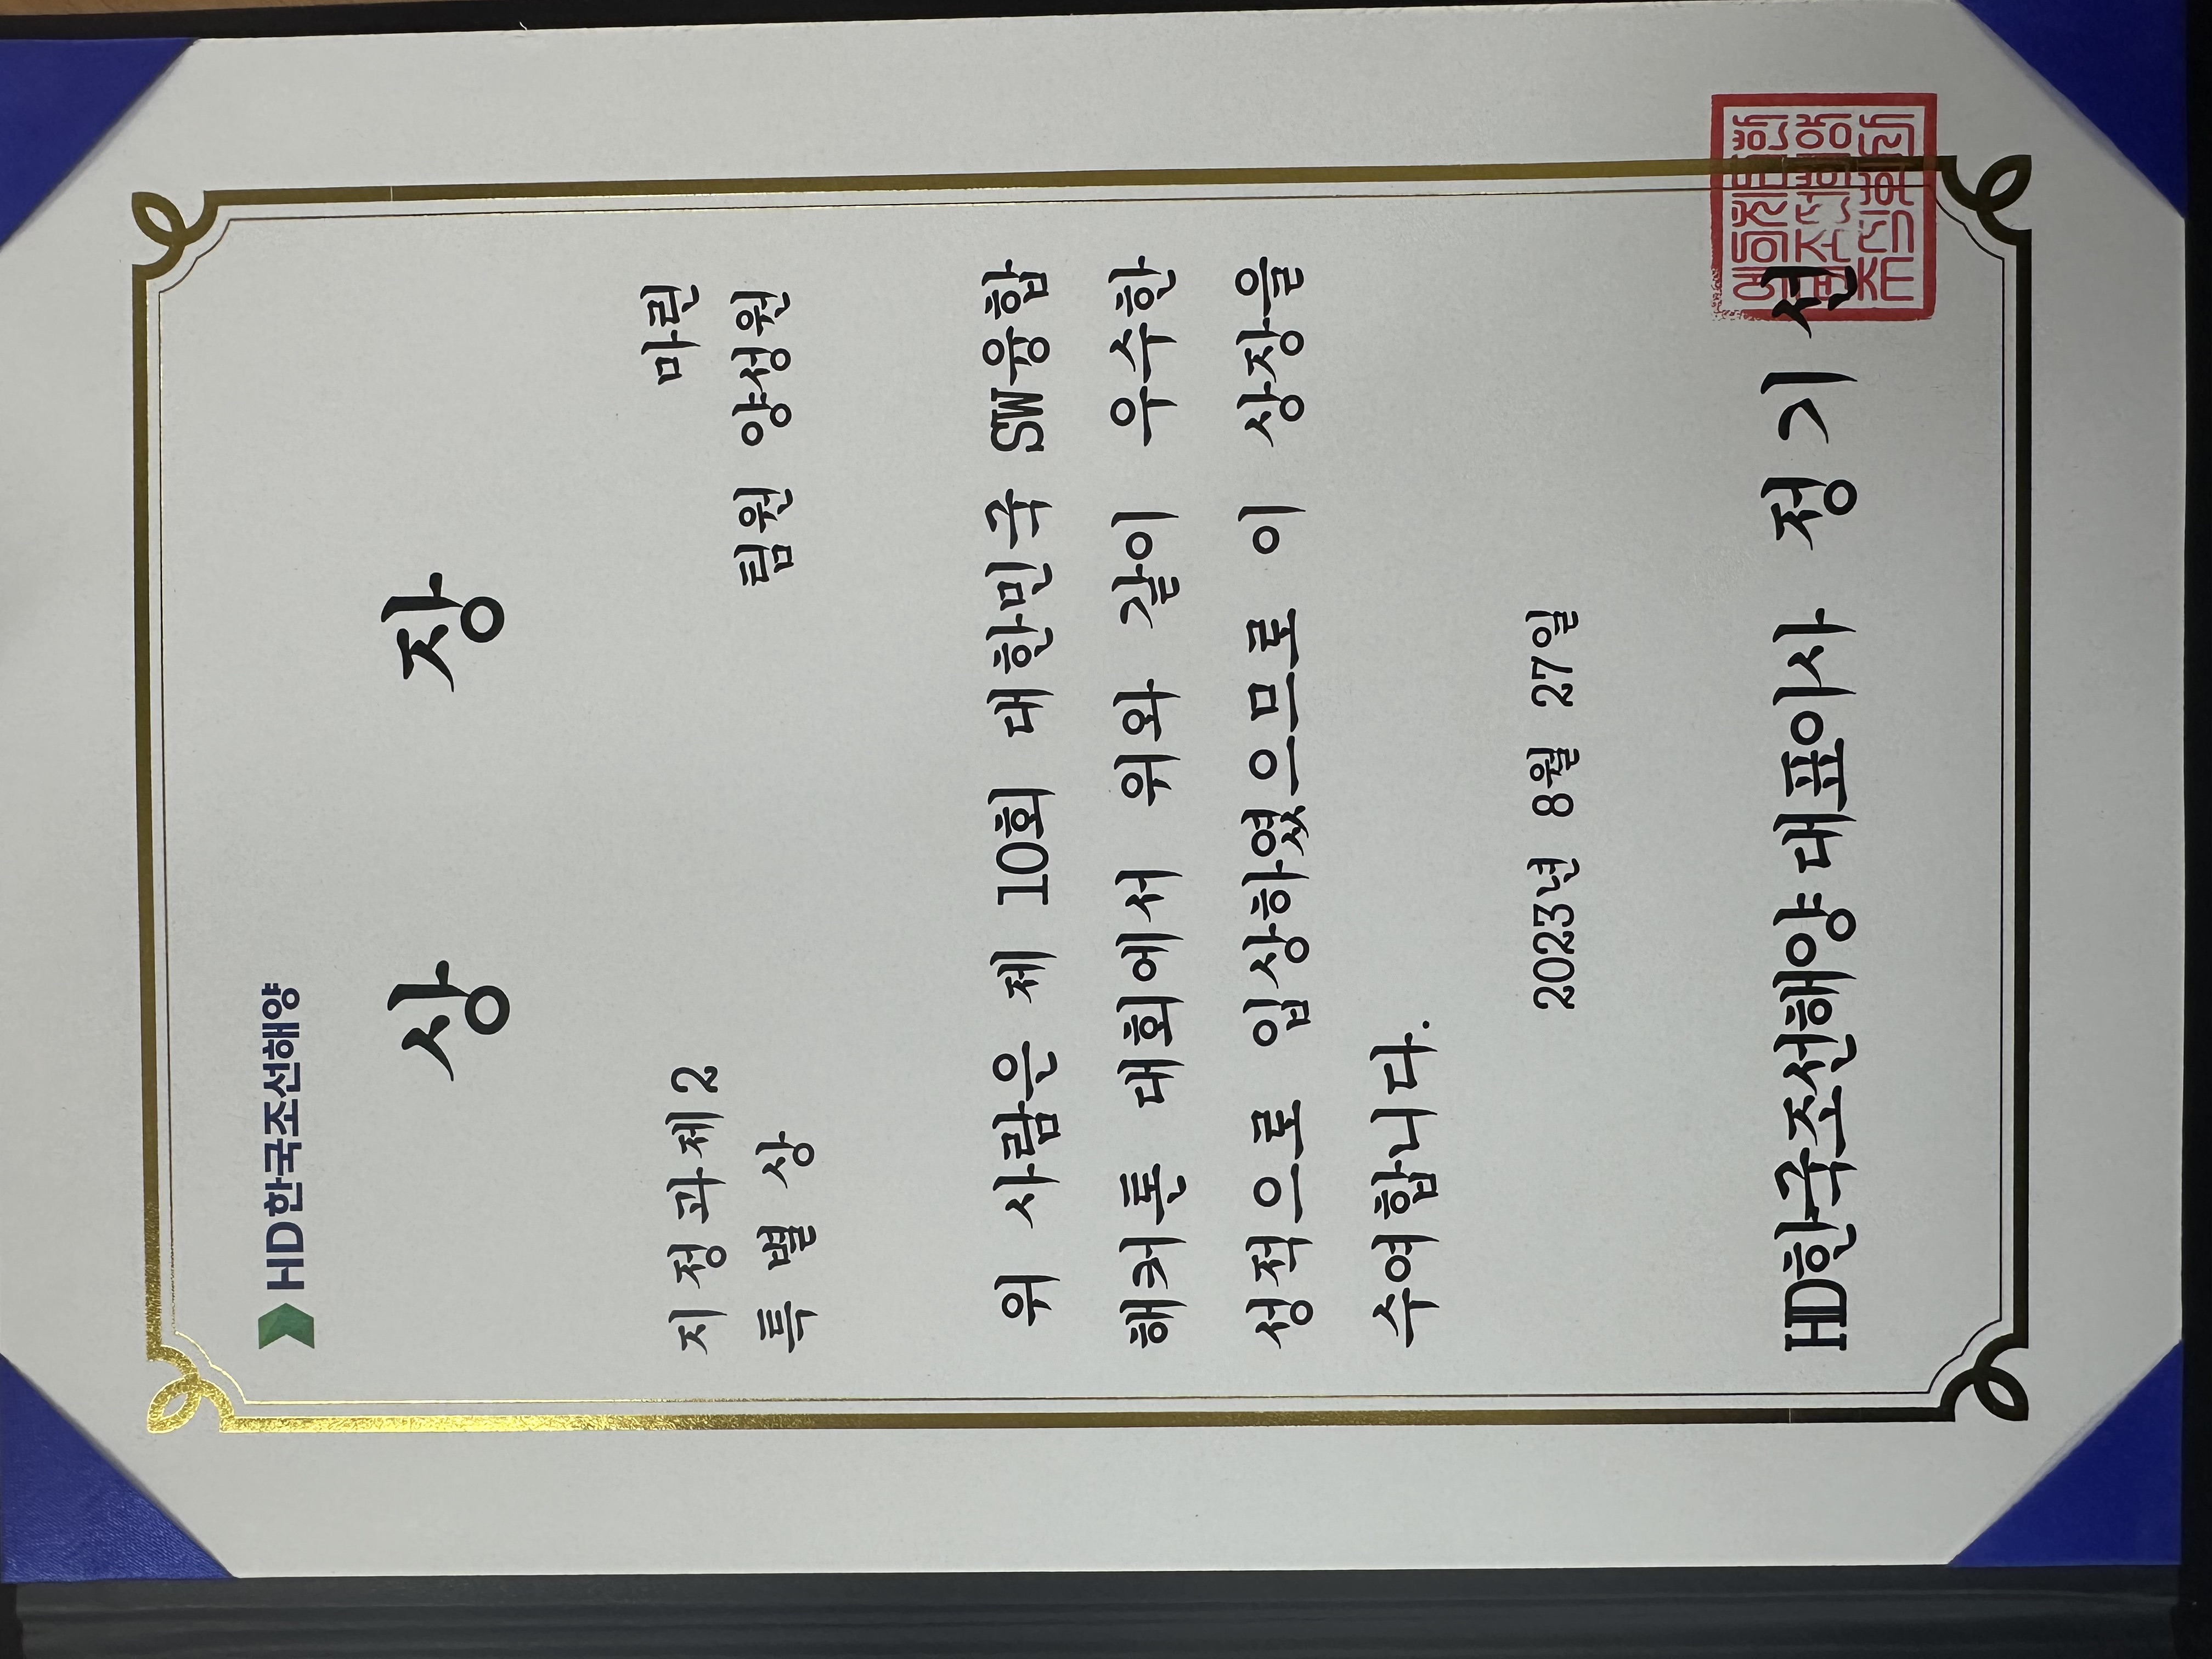 HD한국조선해양
상 장
지정과제2
특별상
마린
팀원 양성원
위 사람은 제 10회 대한민국 SW융합
해커톤 대회에서 위와 같이 우수한
성적으로 입상하였으므로 이 상장을
수여합니다.
2023년 8월 27일
HD한국조선해양 대표이사 정기선